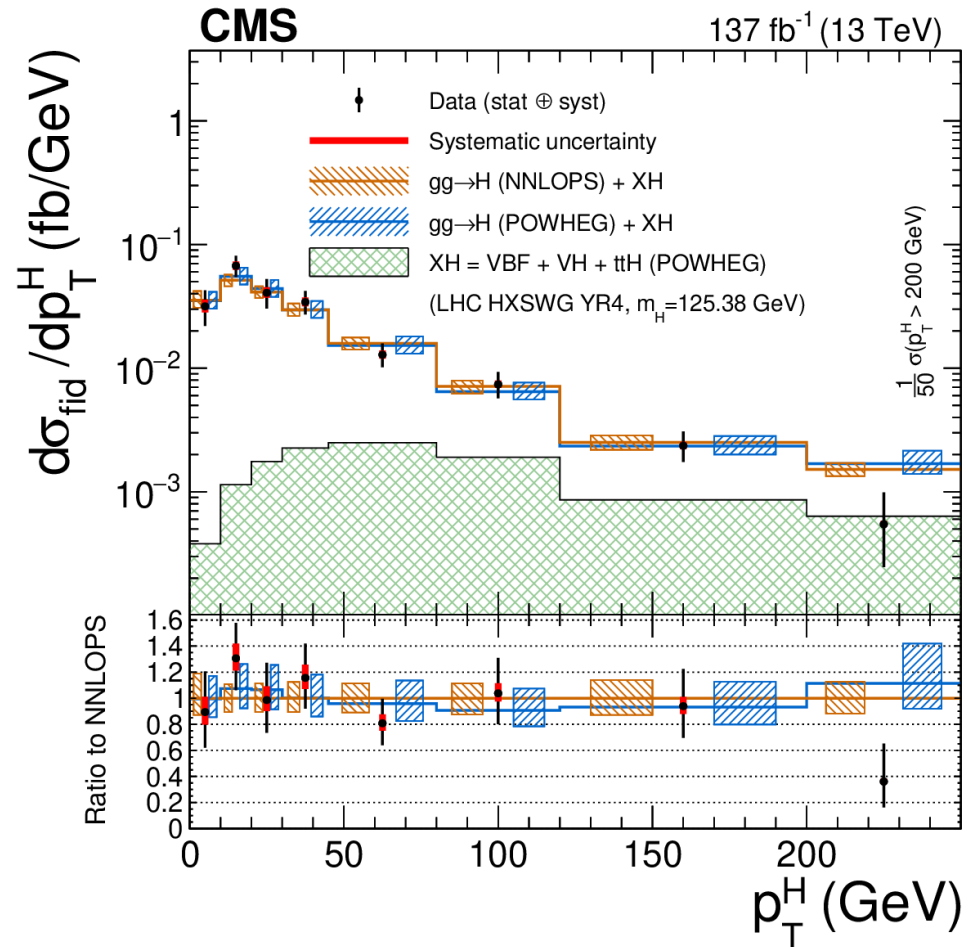 CMS
137 fb⁻¹ (13 TeV)
dσ_fid /dp_T^H (fb/GeV)
1
10⁻¹
10⁻²
10⁻³
Data (stat ⊕ syst)
Systematic uncertainty
gg→H (NNLOPS) + XH
gg→H (POWHEG) + XH
XH = VBF + VH + ttH (POWHEG)
(LHC HXSWG YR4, m_H=125.38 GeV)
1/50 σ(p_T^H > 200 GeV)
Ratio to NNLOPS
1.6
1.4
1.2
1
0.8
0.6
0.4
0.2
0
0 50 100 150 200
p_T^H (GeV)